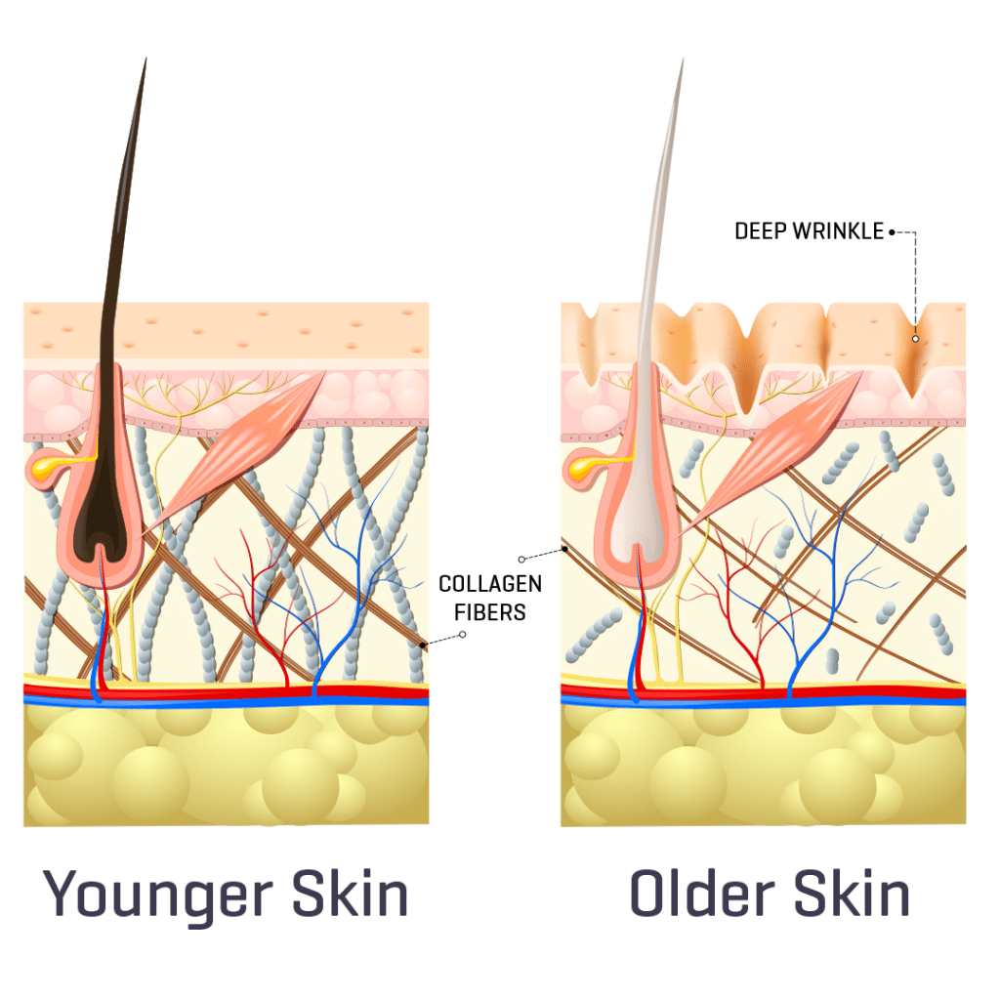 DEEP WRINKLE
COLLAGEN
FIBERS
Younger Skin
Older Skin